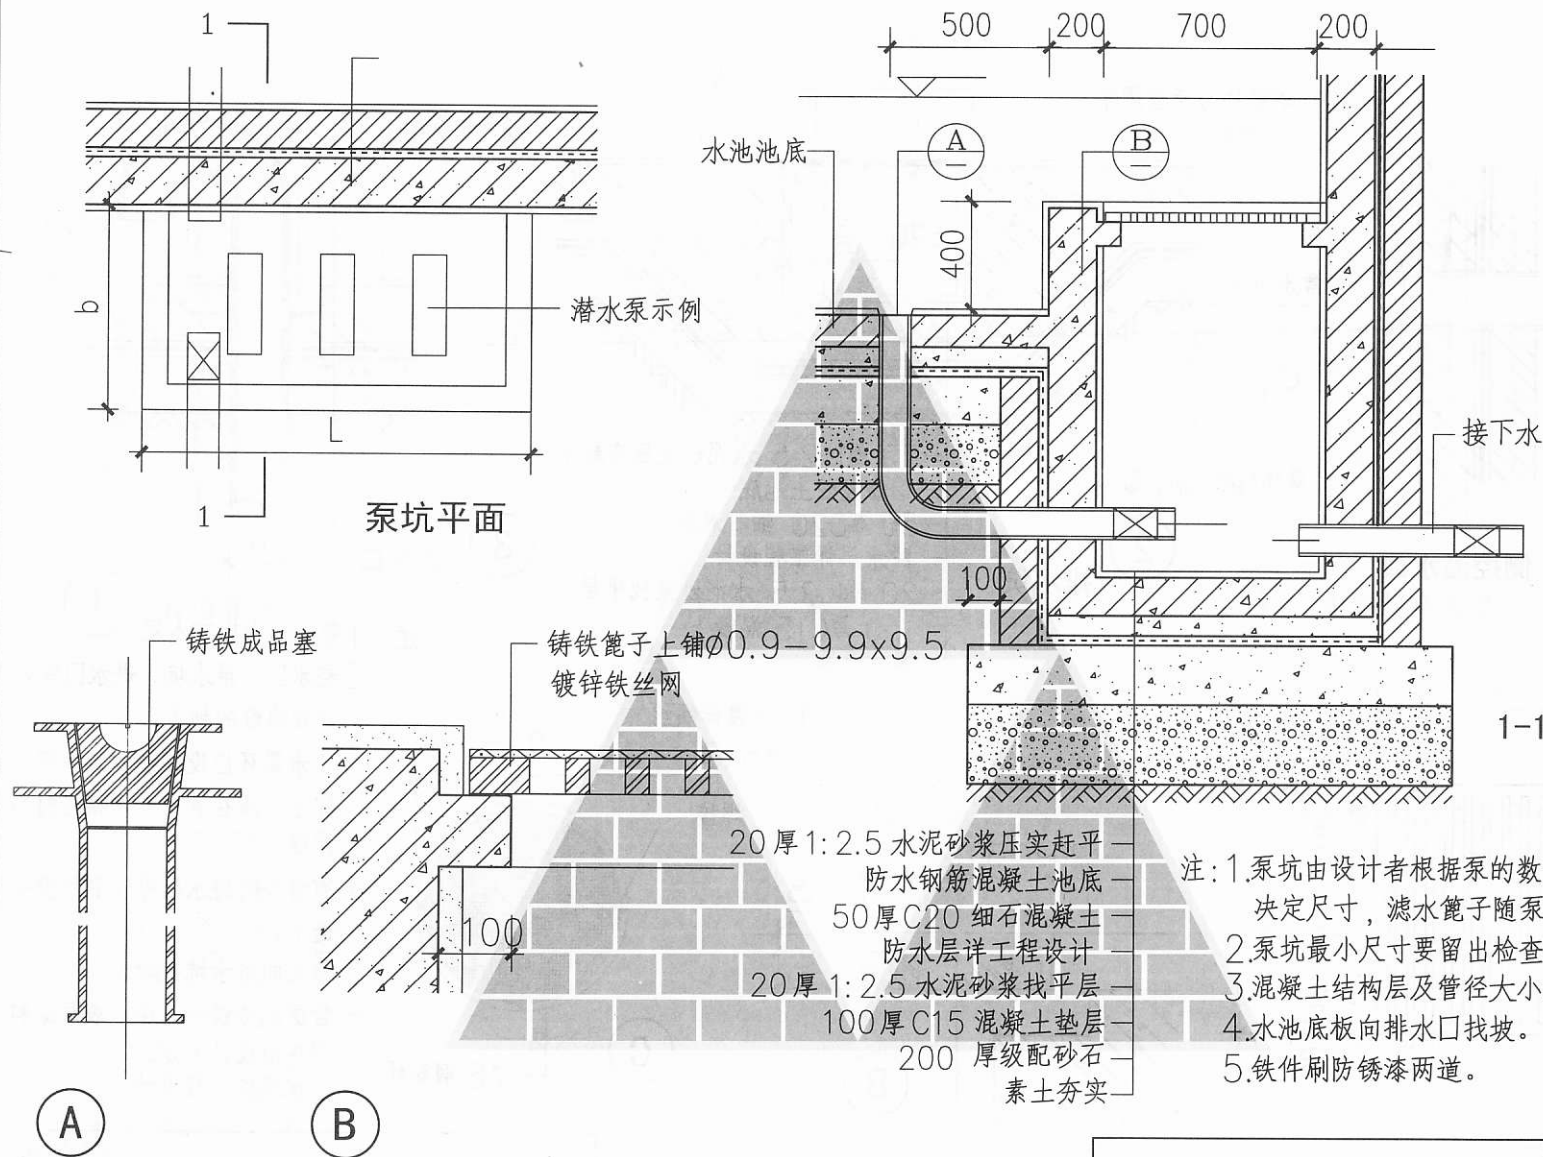 1
500
200
700
200
水池池底
A
B
400
b
潜水泵示例
L
接下水
1
泵坑平面
100
铸铁成品塞
铸铁篦子上铺Ø0.9-9.9x9.5
镀锌铁丝网
1-1
20厚1:2.5 水泥砂浆压实赶平
防水钢筋混凝土池底
50厚C20 细石混凝土
防水层详工程设计
20厚 1:2.5 水泥砂浆找平层
100厚C15 混凝土垫层
200 厚级配砂石
素土夯实
100
注:1.泵坑由设计者根据泵的数
决定尺寸，滤水篦子随泵
2.泵坑最小尺寸要留出检查
3.混凝土结构层及管径大小
4.水池底板向排水口找坡。
5.铁件刷防锈漆两道。
A
B